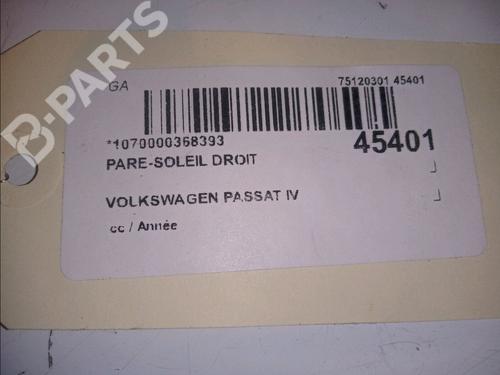 B-PARTS
GA 75120301 45401
*1070000368393 45401
PARE-SOLEIL DROIT
VOLKSWAGEN PASSAT IV
cc / Année